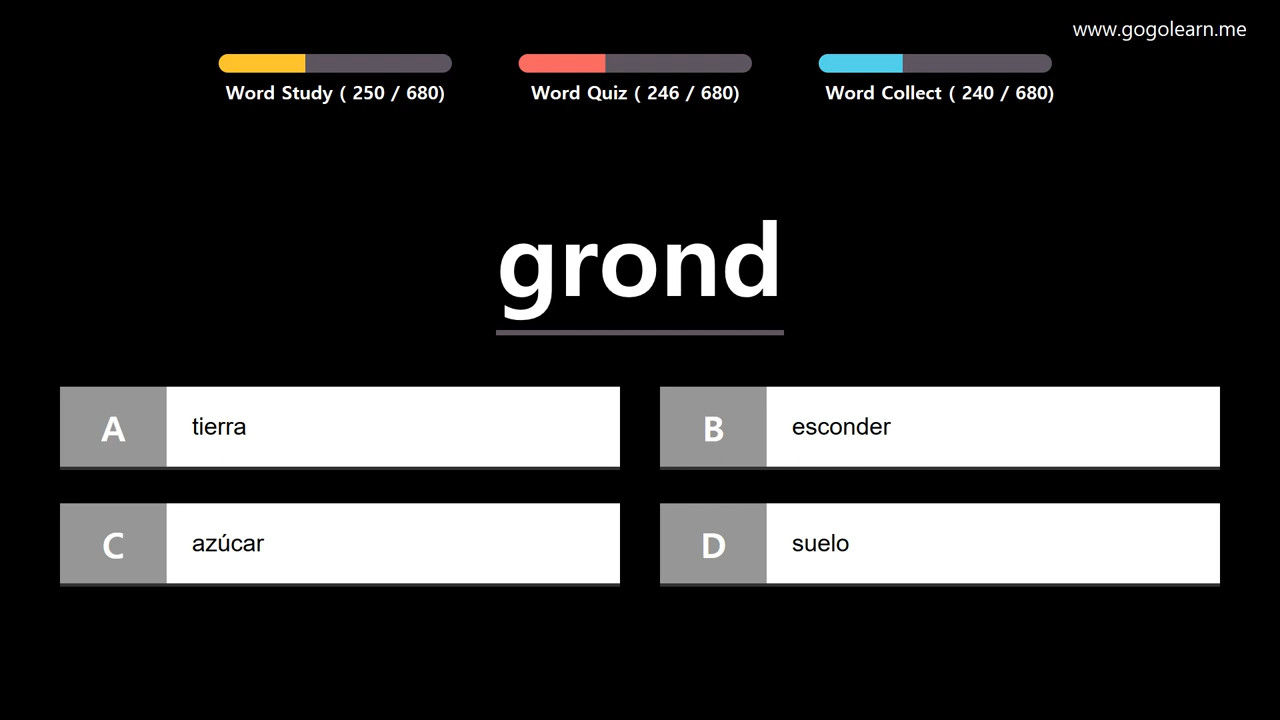 www.gogolearn.me
Word Study ( 250 / 680)
Word Quiz ( 246 / 680)
Word Collect ( 240 / 680)
grond
A tierra
B esconder
C azúcar
D suelo